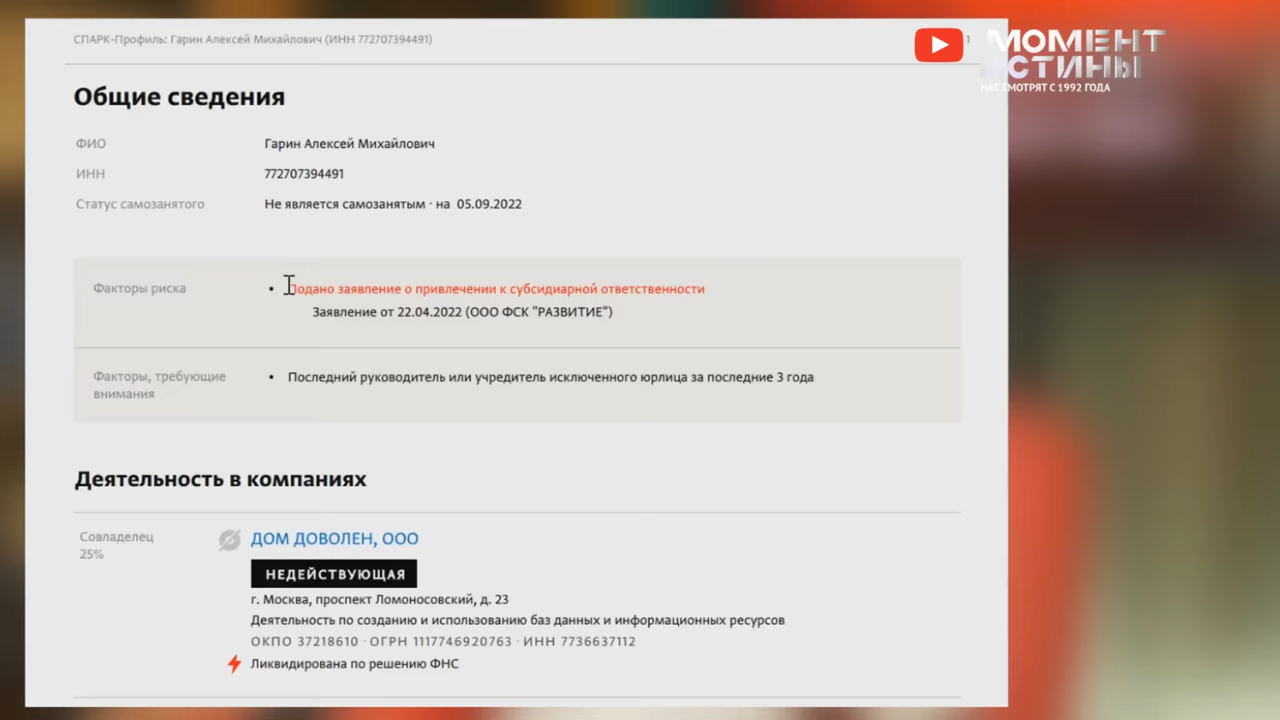 СПАРК-Профиль: Гарин Алексей Михайлович (ИНН 772707394491)
1
МОМЕНТ
ИСТИНЫ
НАС СМОТРЯТ С 1992 ГОДА
Общие сведения
ФИО Гарин Алексей Михайлович
ИНН 772707394491
Статус самозанятого Не является самозанятым · на 05.09.2022
Факторы риска • Подано заявление о привлечении к субсидиарной ответственности
Заявление от 22.04.2022 (ООО ФСК "РАЗВИТИЕ")
Факторы, требующие внимания • Последний руководитель или учредитель исключенного юрлица за последние 3 года
Деятельность в компаниях
Совладелец
25%
ДОМ ДОВОЛЕН, ООО
НЕДЕЙСТВУЮЩАЯ
г. Москва, проспект Ломоносовский, д. 23
Деятельность по созданию и использованию баз данных и информационных ресурсов
ОКПО 37218610 · ОГРН 1117746920763 · ИНН 7736637112
Ликвидирована по решению ФНС